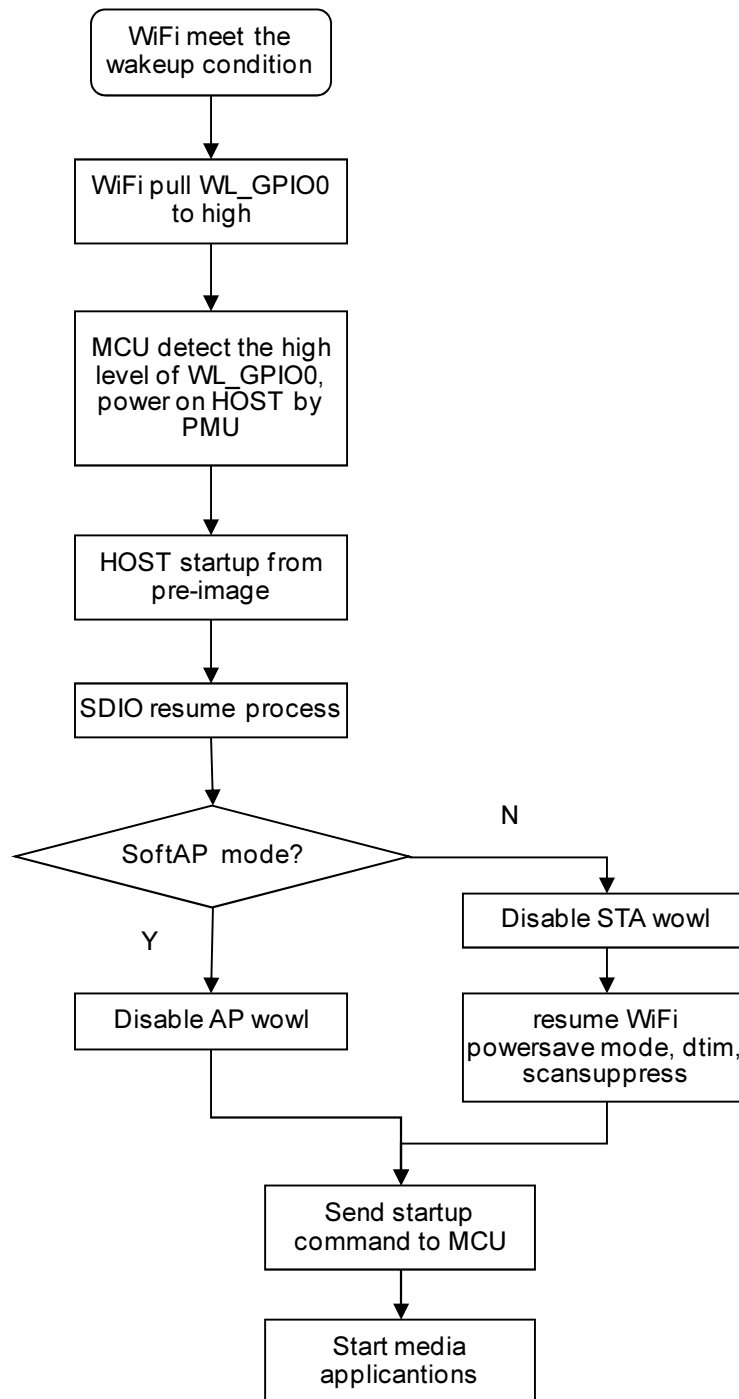 WiFi meet the
wakeup condition
WiFi pull WL_GPIO0
to high
MCU detect the high
level of WL_GPIO0,
power on HOST by
PMU
HOST startup from
pre-image
SDIO resume process
SoftAP mode?
N
Y
Disable STA wowl
Disable AP wowl
resume WiFi
powersave mode, dtim,
scansuppress
Send startup
command to MCU
Start media
applicantions